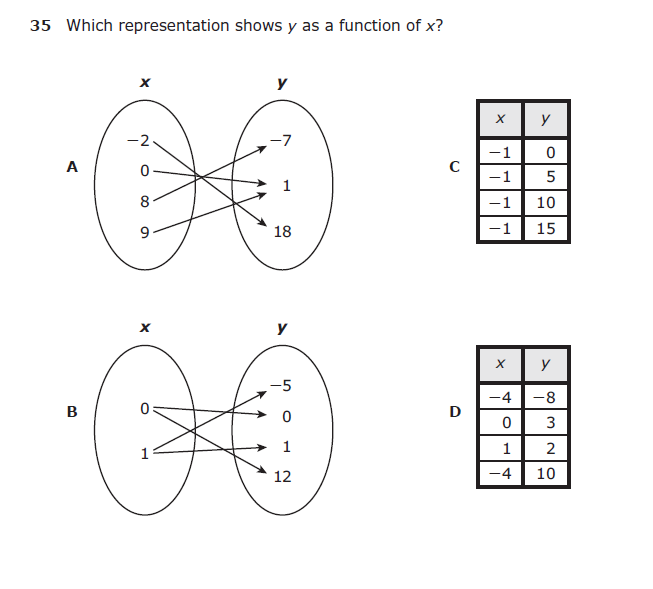 35 Which representation shows y as a function of x?
A
x y
−2 −7
0 1
8 18
9
C
x y
−1 0
−1 5
−1 10
−1 15
B
x y
0 −5
1 0
1
12
D
x y
−4 −8
0 3
1 2
−4 10